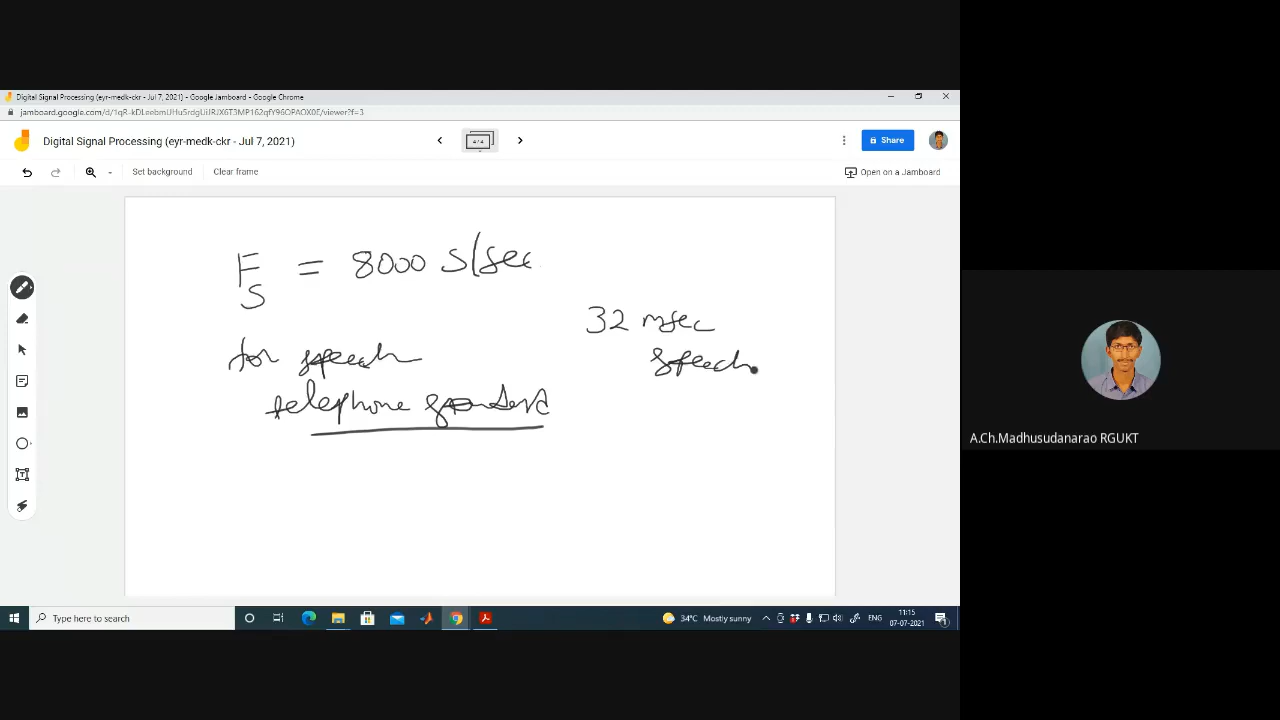 Digital Signal Processing (eyr-medk-ckr - Jul 7, 2021) - Google Jamboard - Google Chrome
Digital Signal Processing (eyr-medk-ckr - Jul 7, 2021)
4 / 4
Share
Set background
Clear frame
Open on a Jamboard
F = 8000 s/sec
S
32 msec
for speech
speech
telephone
A.Ch.Madhusudanarao RGUKT
Type here to search
34°C Mostly sunny
ENG
11:15
07-07-2021